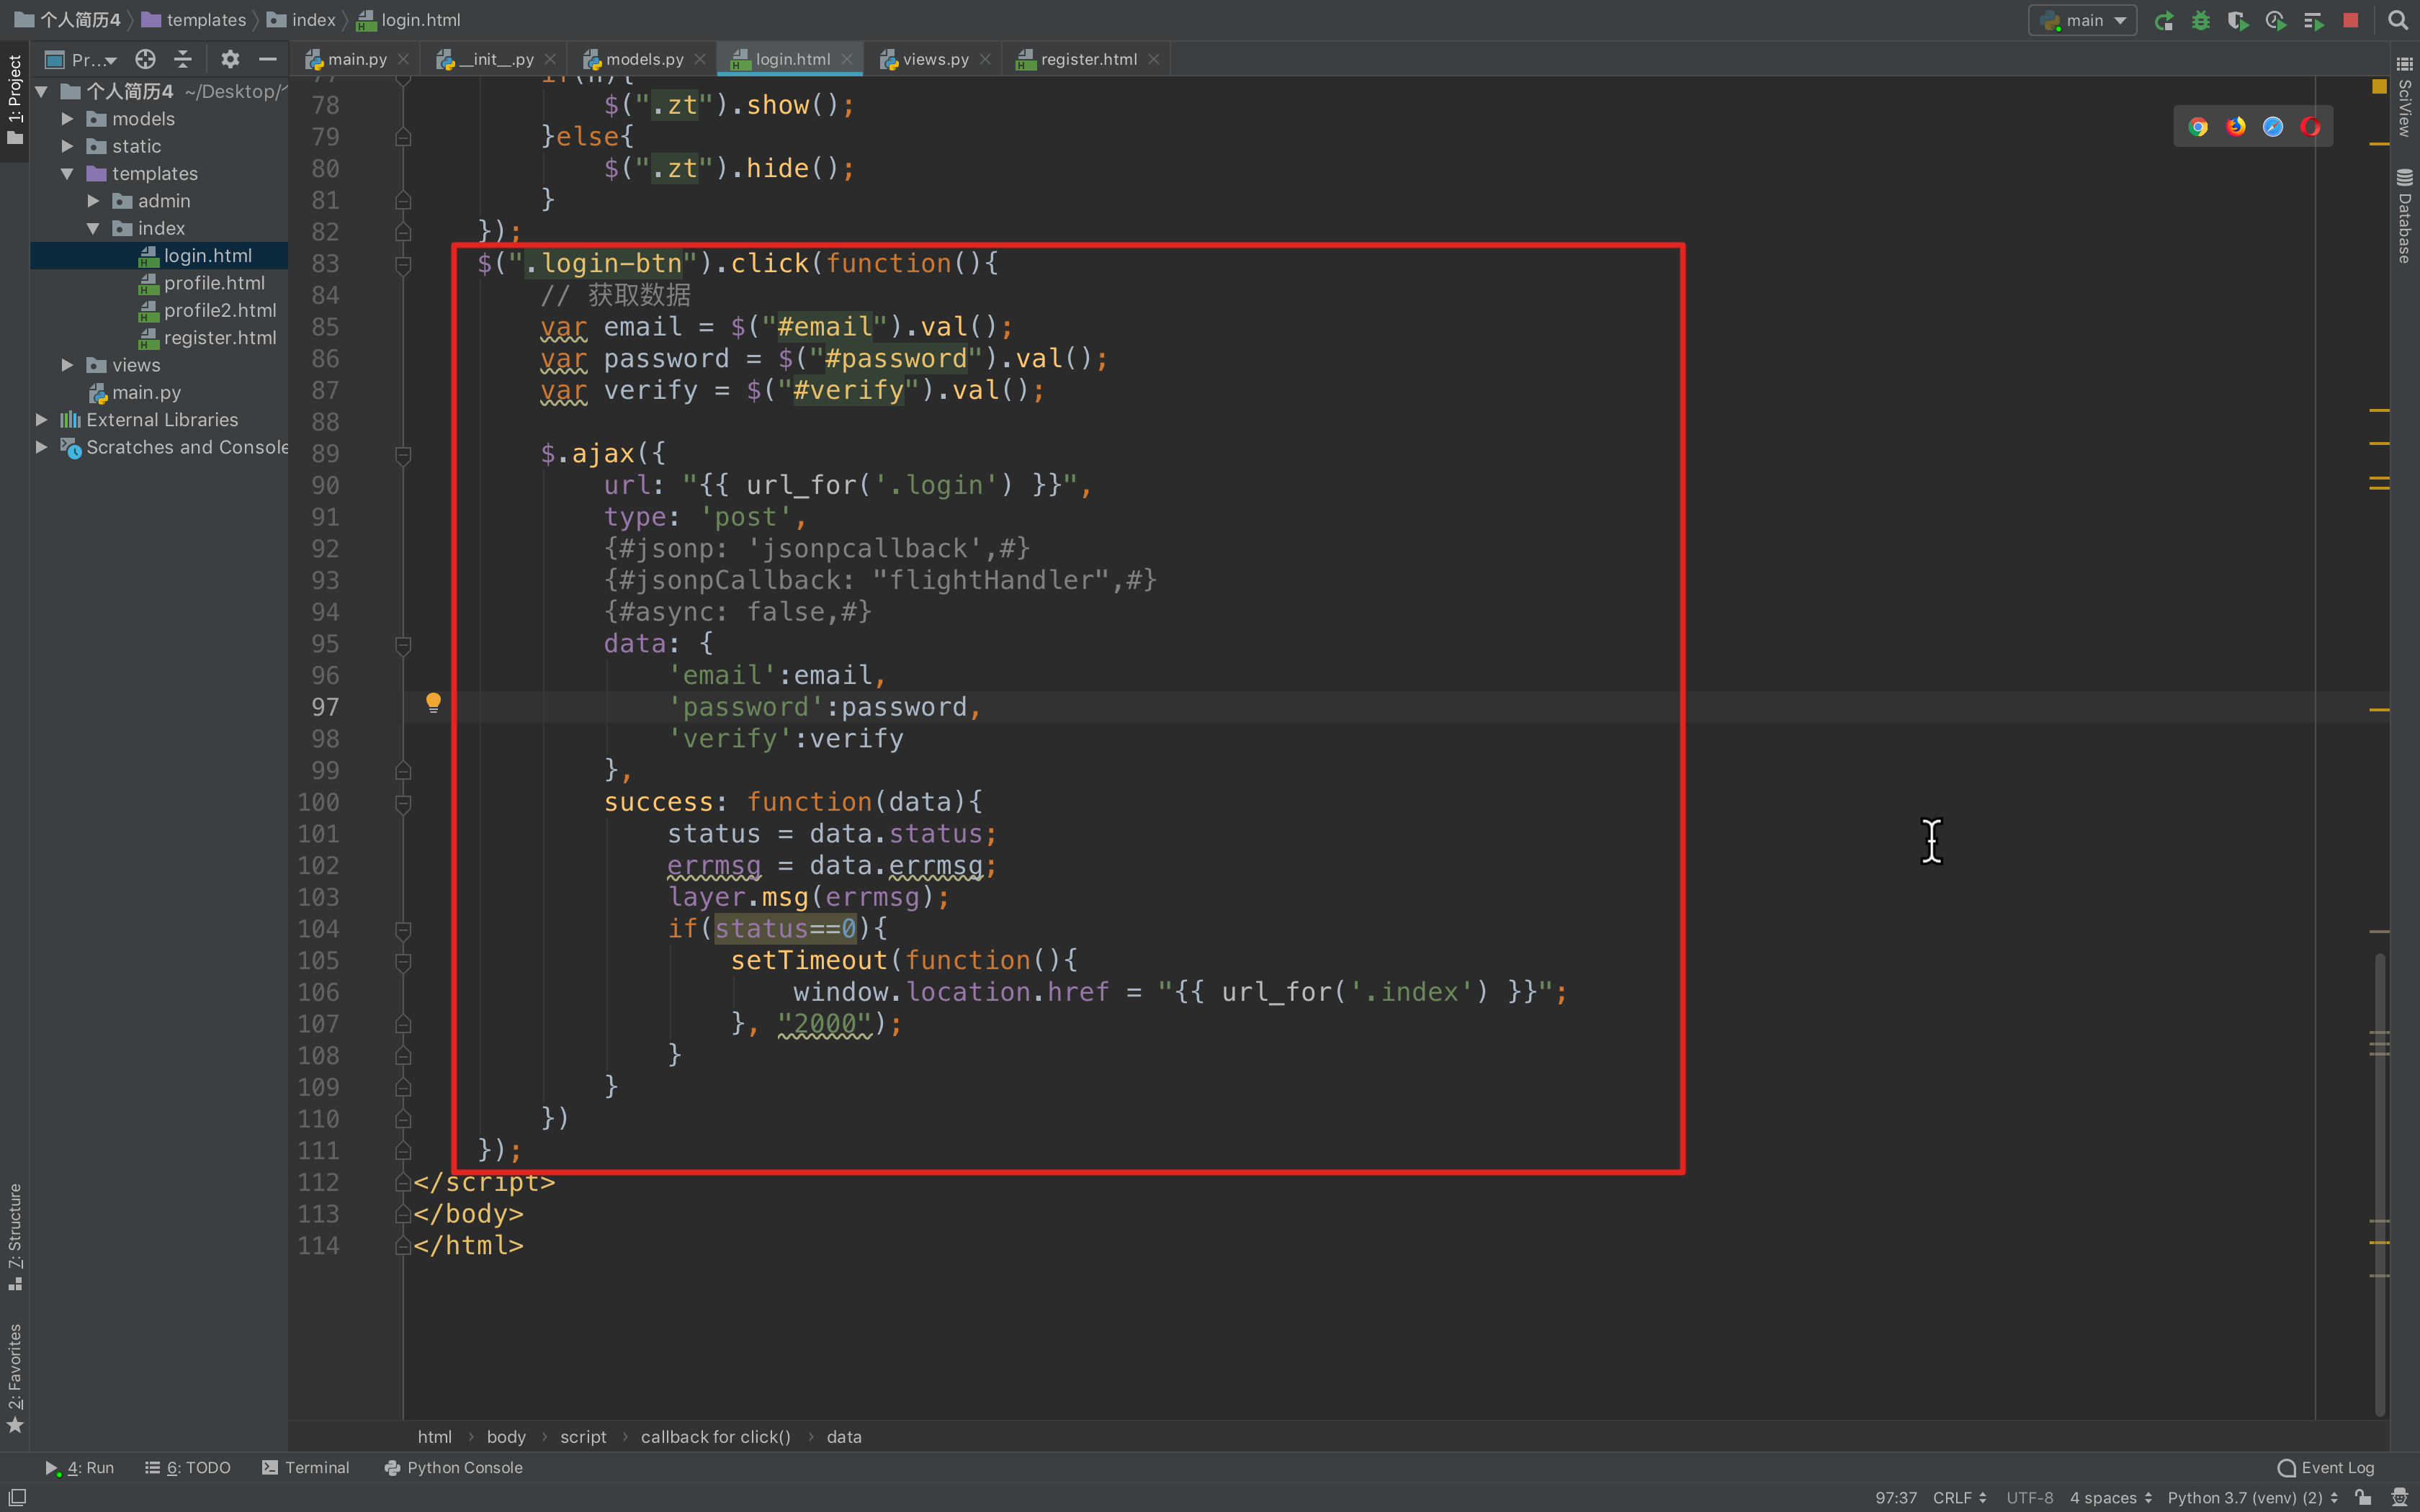 个人简历4 templates index login.html
main
Pr...
main.py __init__.py models.py login.html views.py register.html
1: Project
个人简历4 ~/Desktop/
models
static
templates
admin
index
login.html
profile.html
profile2.html
register.html
views
main.py
External Libraries
Scratches and Console
7: Structure
2: Favorites
78 $(".zt").show();
79 }else{
80 $(".zt").hide();
81 }
82 });
83 $(".login-btn").click(function(){
84 // 获取数据
85 var email = $("#email").val();
86 var password = $("#password").val();
87 var verify = $("#verify").val();
88
89 $.ajax({
90 url: "{{ url_for('.login') }}",
91 type: 'post',
92 {#jsonp: 'jsonpcallback',#}
93 {#jsonpCallback: "flightHandler",#}
94 {#async: false,#}
95 data: {
96 'email':email,
97 'password':password,
98 'verify':verify
99 },
100 success: function(data){
101 status = data.status;
102 errmsg = data.errmsg;
103 layer.msg(errmsg);
104 if(status==0){
105 setTimeout(function(){
106 window.location.href = "{{ url_for('.index') }}";
107 }, "2000");
108 }
109 }
110 })
111 });
112 </script>
113 </body>
114 </html>
SciView
Database
html body script callback for click() data
4: Run 6: TODO Terminal Python Console Event Log
97:37 CRLF UTF-8 4 spaces Python 3.7 (venv) (2)